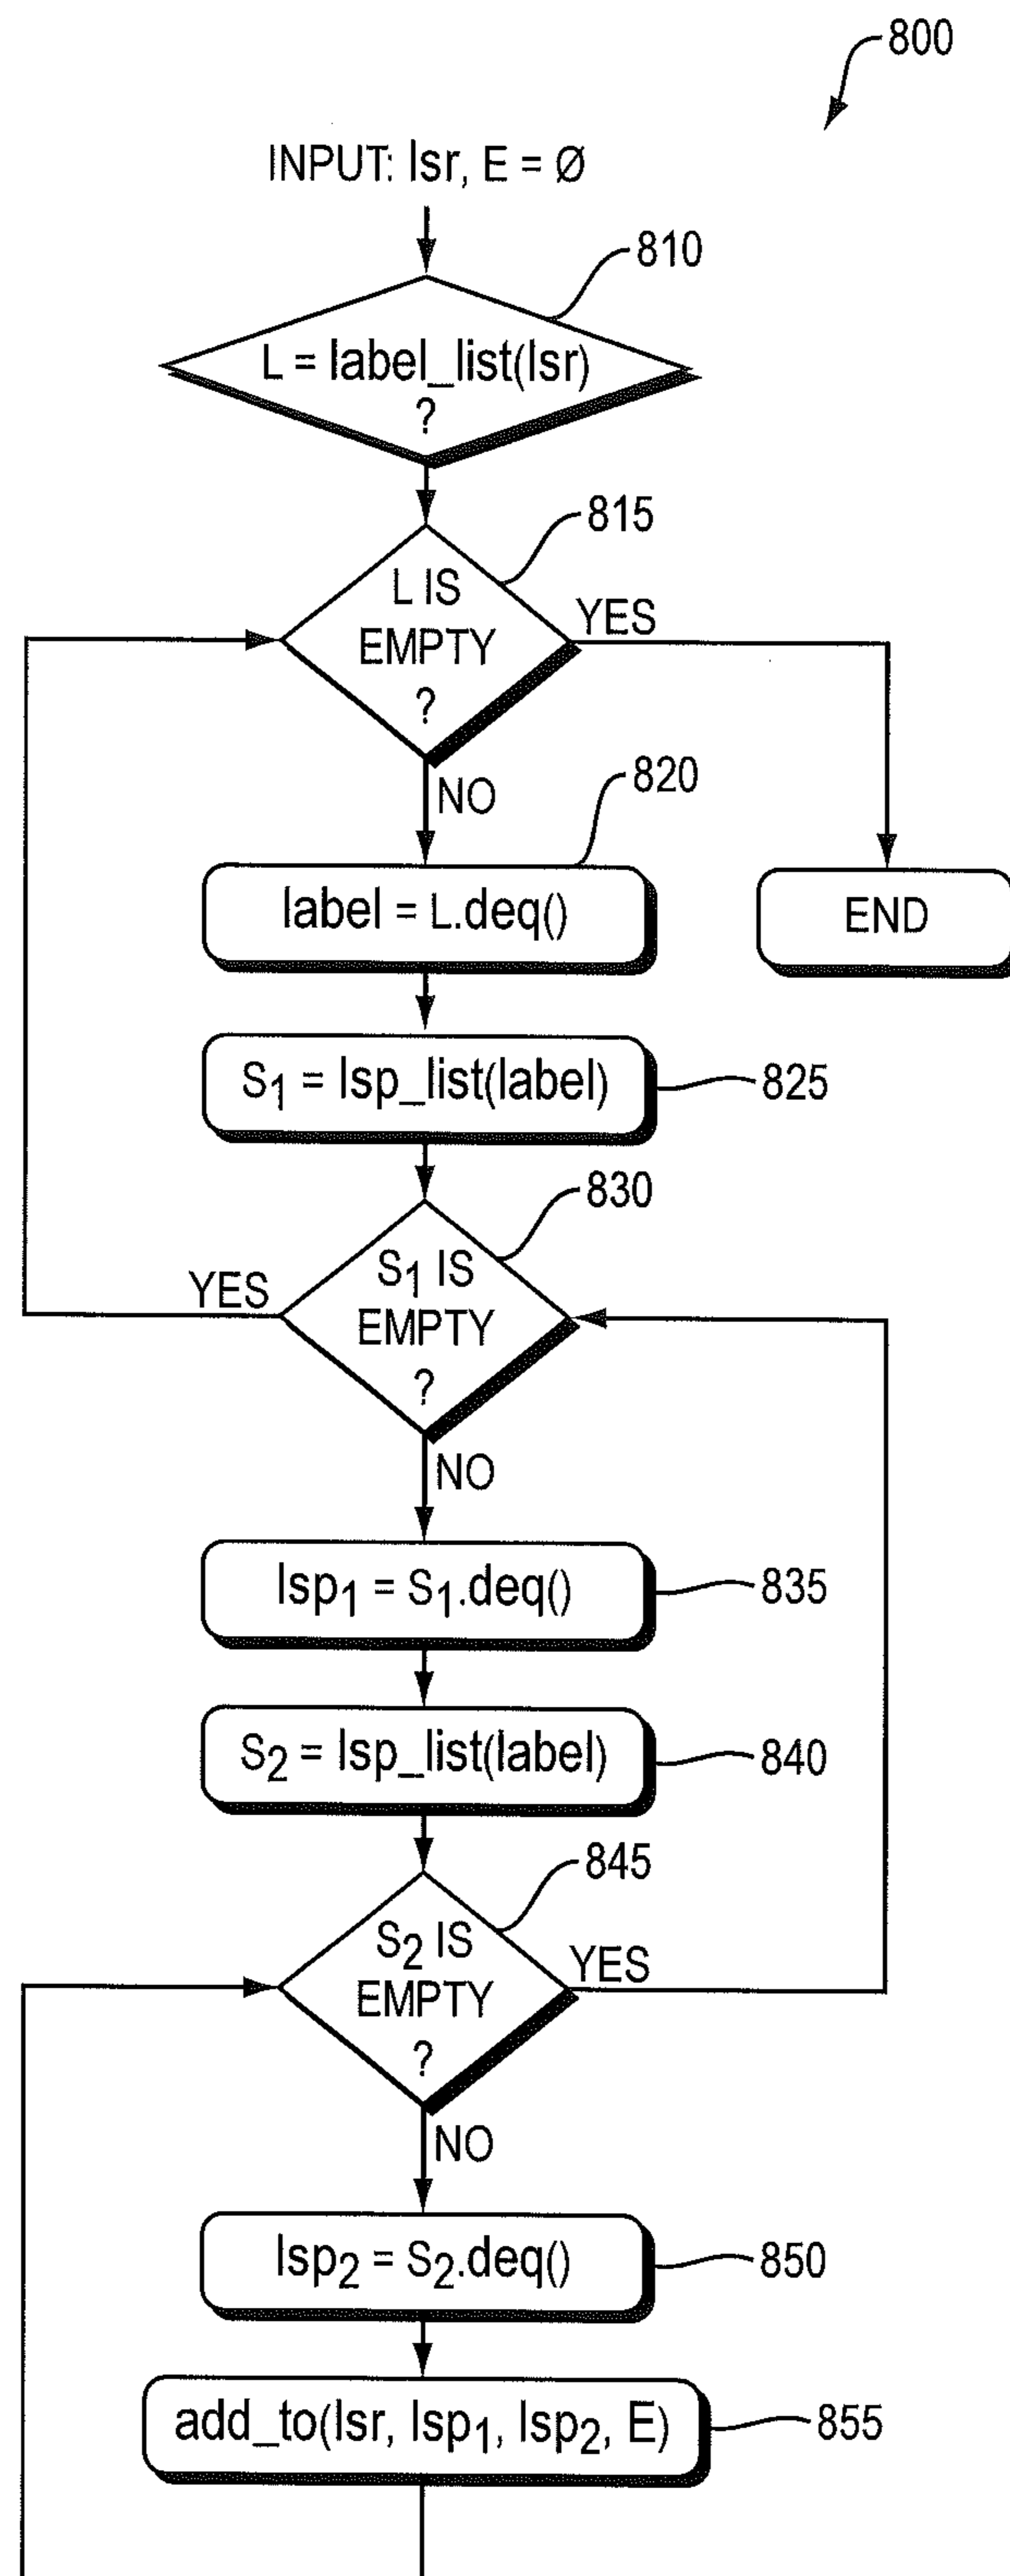 800
INPUT: lsr, E = Ø
810
L = label_list(lsr)
?
815
L IS
EMPTY
?
YES
NO
820
label = L.deq()
END
S1 = lsp_list(label)
825
830
S1 IS
EMPTY
?
YES
NO
lsp1 = S1.deq()
835
S2 = lsp_list(label)
840
845
S2 IS
EMPTY
?
YES
NO
lsp2 = S2.deq()
850
add_to(lsr, lsp1, lsp2, E)
855